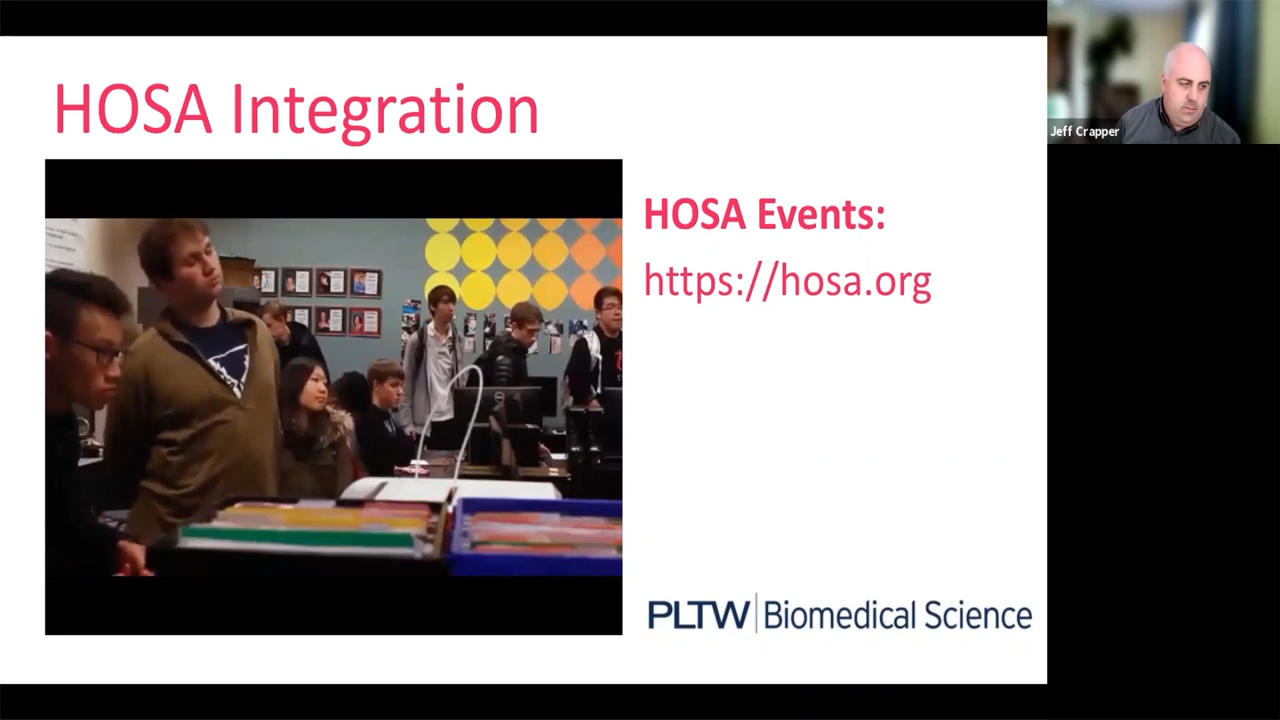 HOSA Integration
HOSA Events:
https://hosa.org
PLTW Biomedical Science
Jeff Crapper